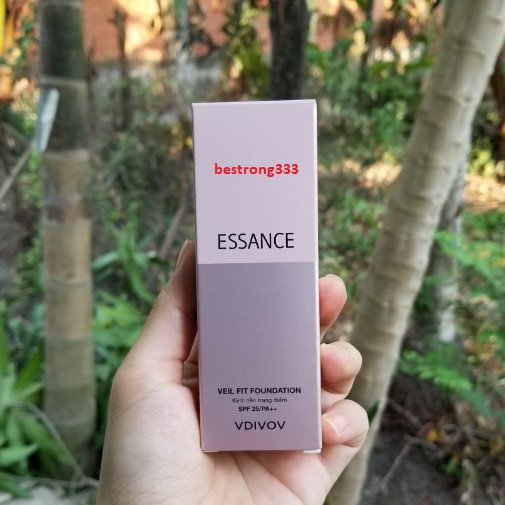 bestrong333
ESSANCE
VEIL FIT FOUNDATION
Kem nền trang điểm
SPF 25/PA++
VDIVOV